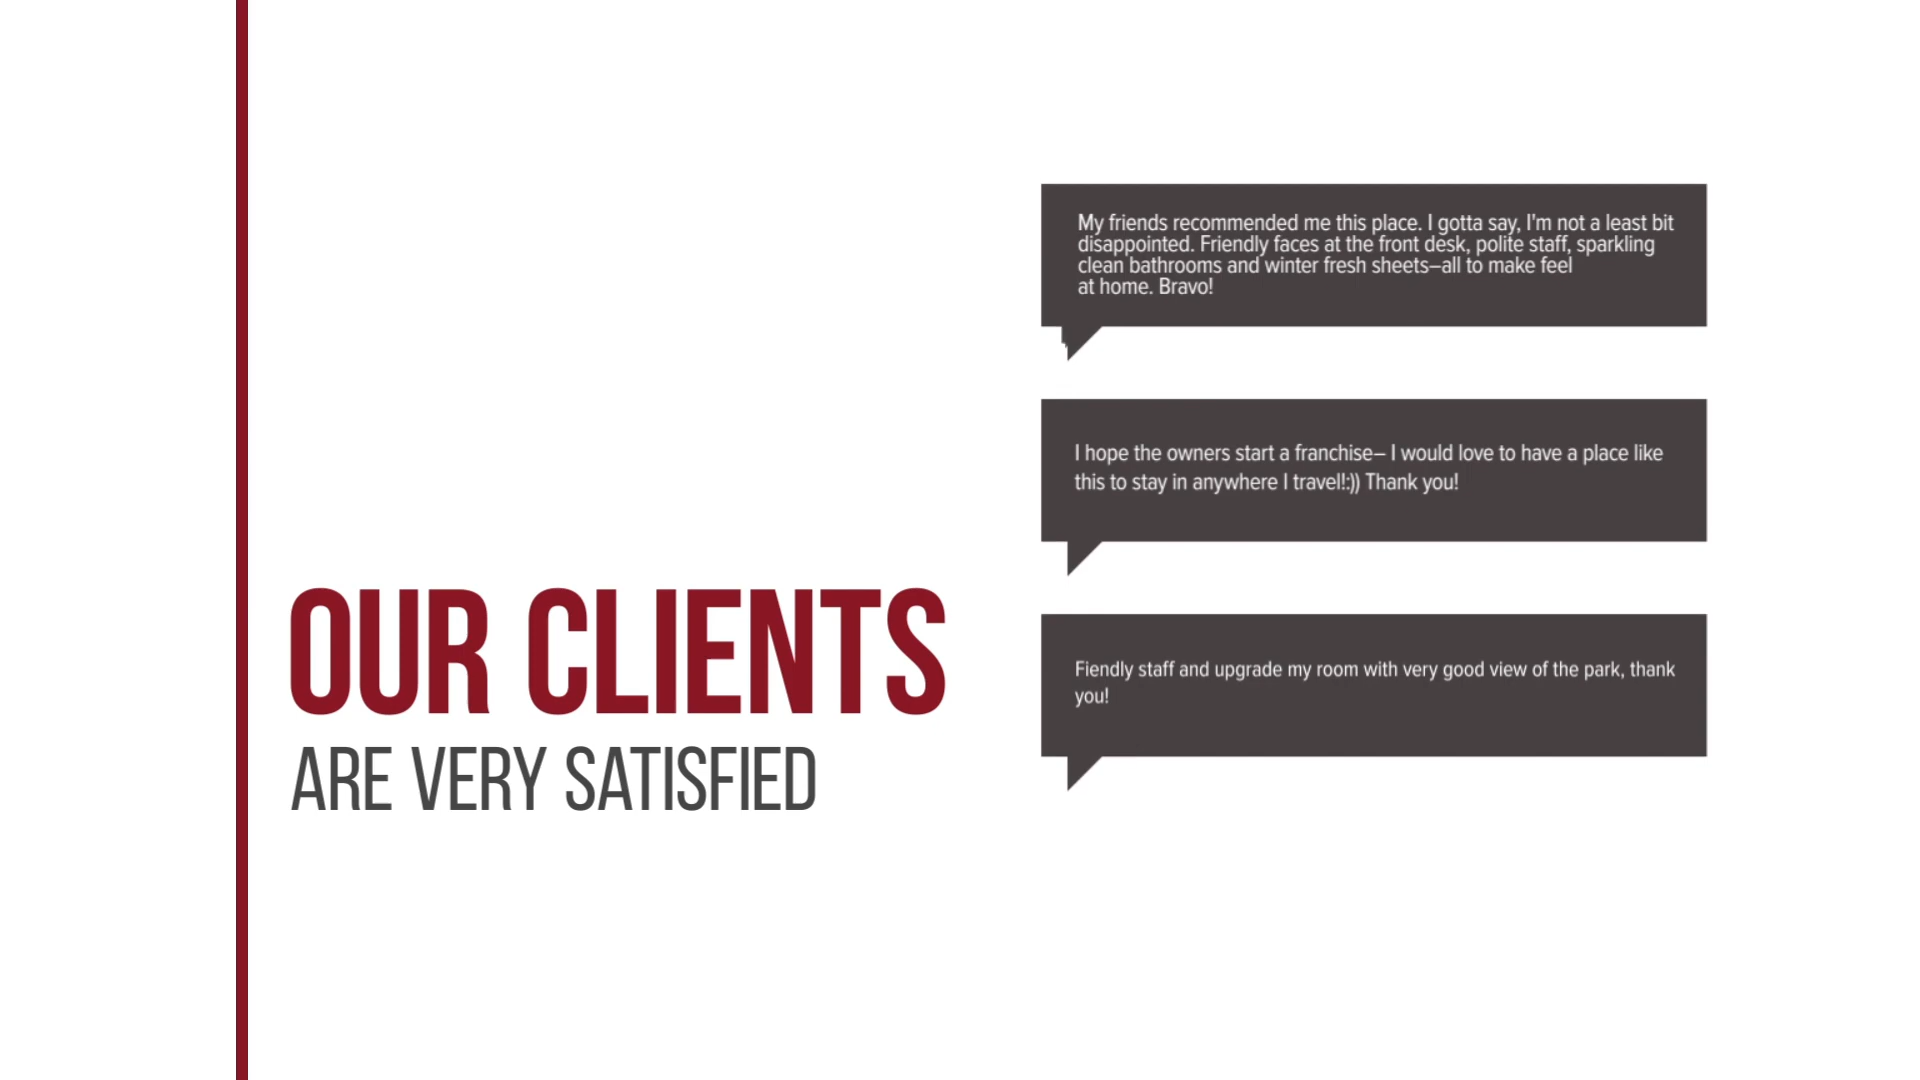 OUR CLIENTS
ARE VERY SATISFIED
My friends recommended me this place. I gotta say, I'm not a least bit
disappointed. Friendly faces at the front desk, polite staff, sparkling
clean bathrooms and winter fresh sheets–all to make feel
at home. Bravo!
I hope the owners start a franchise– I would love to have a place like
this to stay in anywhere I travel!:)) Thank you!
Fiendly staff and upgrade my room with very good view of the park, thank
you!